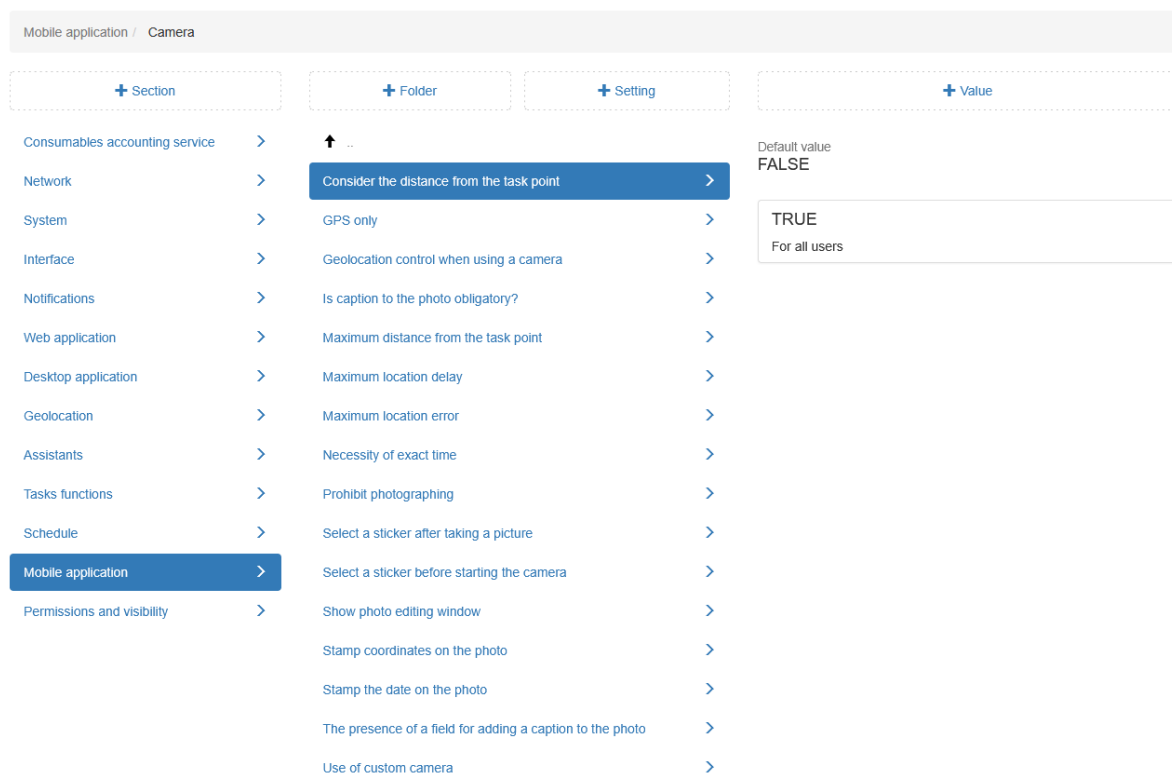 Mobile application / Camera
+ Section
+ Folder
+ Setting
+ Value
Consumables accounting service
Network
System
Interface
Notifications
Web application
Desktop application
Geolocation
Assistants
Tasks functions
Schedule
Mobile application
Permissions and visibility
..
Consider the distance from the task point
GPS only
Geolocation control when using a camera
Is caption to the photo obligatory?
Maximum distance from the task point
Maximum location delay
Maximum location error
Necessity of exact time
Prohibit photographing
Select a sticker after taking a picture
Select a sticker before starting the camera
Show photo editing window
Stamp coordinates on the photo
Stamp the date on the photo
The presence of a field for adding a caption to the photo
Use of custom camera
Default value
FALSE
TRUE
For all users